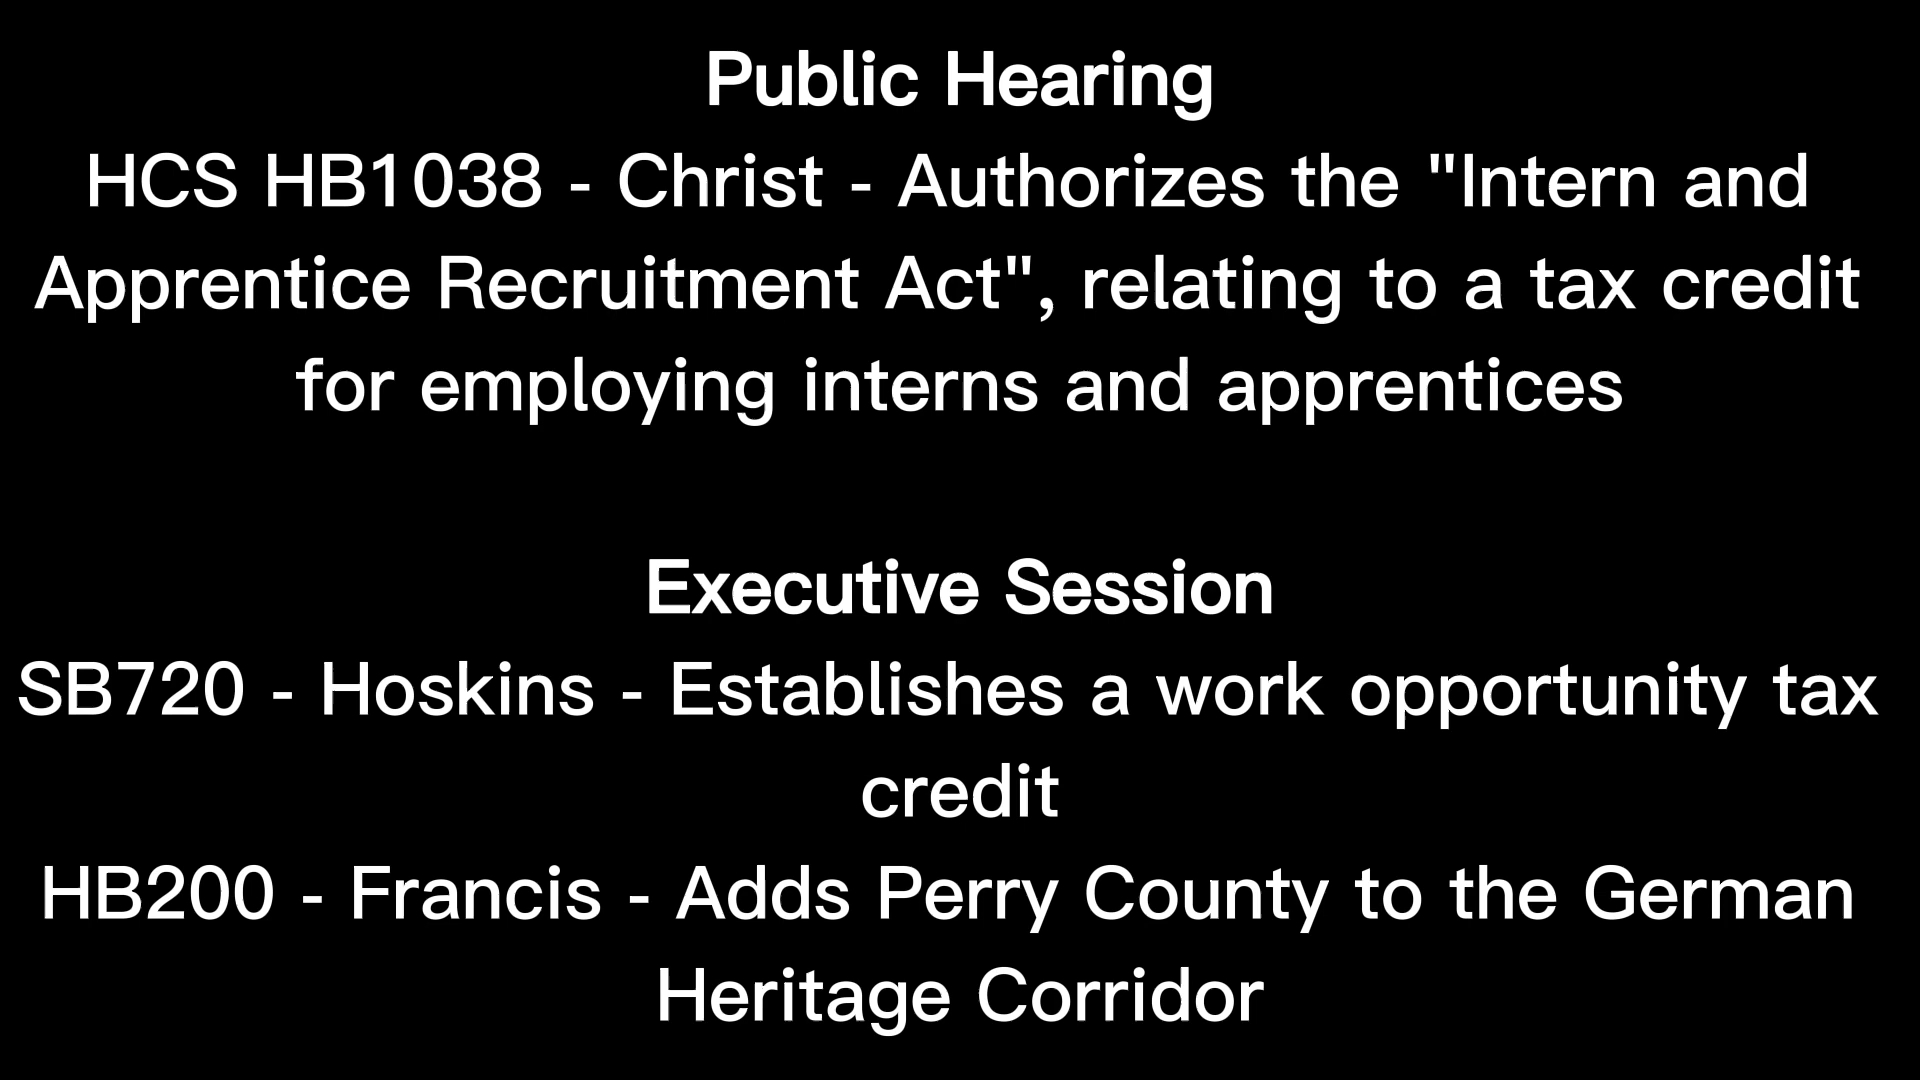 Public Hearing
HCS HB1038 - Christ - Authorizes the "Intern and
Apprentice Recruitment Act", relating to a tax credit
for employing interns and apprentices
Executive Session
SB720 - Hoskins - Establishes a work opportunity tax
credit
HB200 - Francis - Adds Perry County to the German
Heritage Corridor